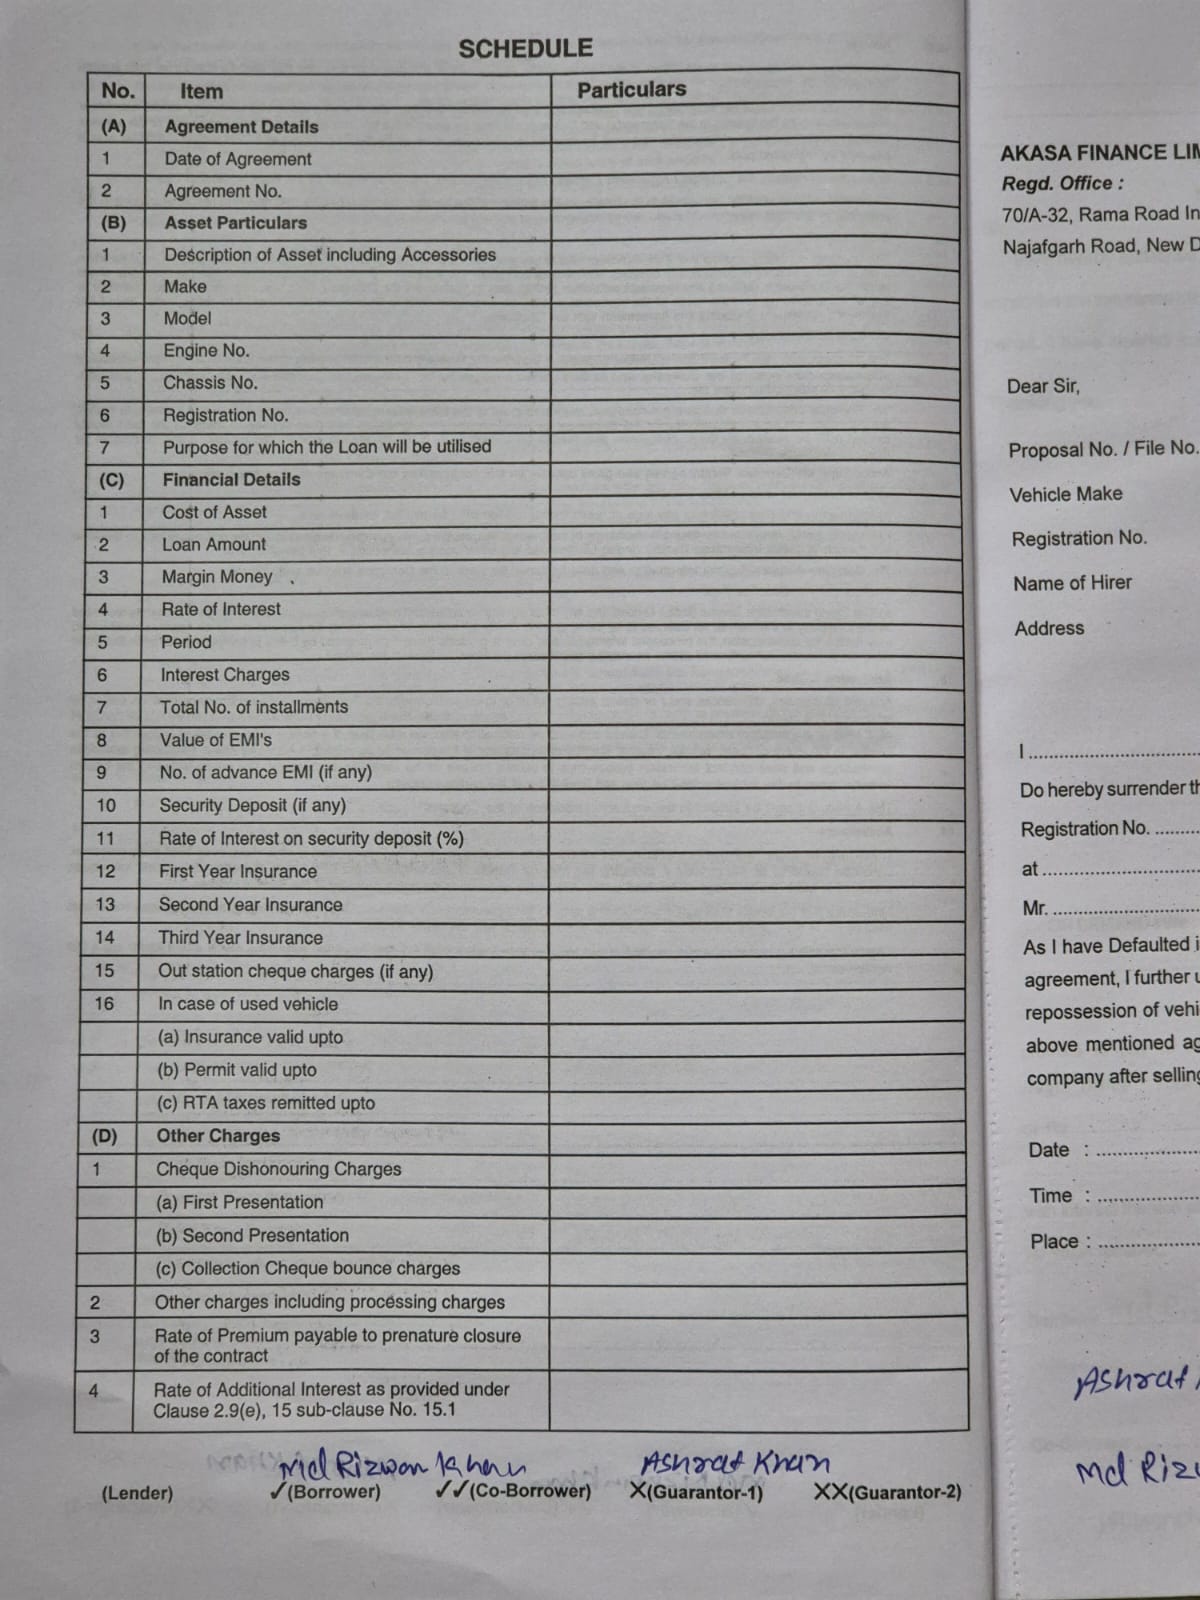 SCHEDULE
No. Item Particulars
(A) Agreement Details
1 Date of Agreement
2 Agreement No.
(B) Asset Particulars
1 Description of Asset including Accessories
2 Make
3 Model
4 Engine No.
5 Chassis No.
6 Registration No.
7 Purpose for which the Loan will be utilised
(C) Financial Details
1 Cost of Asset
2 Loan Amount
3 Margin Money
4 Rate of Interest
5 Period
6 Interest Charges
7 Total No. of installments
8 Value of EMI's
9 No. of advance EMI (if any)
10 Security Deposit (if any)
11 Rate of Interest on security deposit (%)
12 First Year Insurance
13 Second Year Insurance
14 Third Year Insurance
15 Out station cheque charges (if any)
16 In case of used vehicle
(a) Insurance valid upto
(b) Permit valid upto
(c) RTA taxes remitted upto
(D) Other Charges
1 Cheque Dishonouring Charges
(a) First Presentation
(b) Second Presentation
(c) Collection Cheque bounce charges
2 Other charges including processing charges
3 Rate of Premium payable to prenature closure
of the contract
4 Rate of Additional Interest as provided under
Clause 2.9(e), 15 sub-clause No. 15.1
Md Rizwan Khan Ashraf Khan
(Lender) ✓(Borrower) ✓✓(Co-Borrower) X(Guarantor-1) XX(Guarantor-2)
AKASA FINANCE
Regd. Office :
70/A-32, Rama Road
Najafgarh Road, New
Dear Sir,
Proposal No. / File No.
Vehicle Make
Registration No.
Name of Hirer
Address
I
Do hereby surrender
Registration No.
at
Mr.
As I have Defaulted
agreement, I further
repossession of
above mentioned
company after
Date :
Time :
Place :
Ashraf
Md